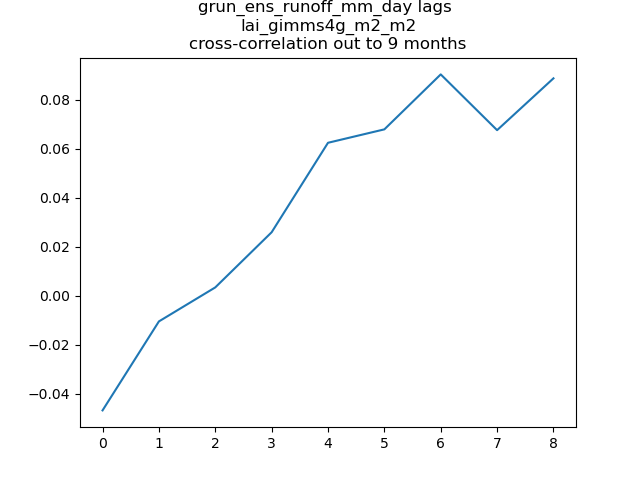 grun_ens_runoff_mm_day lags
lai_gimms4g_m2_m2
cross-correlation out to 9 months
0.08
0.06
0.04
0.02
0.00
−0.02
−0.04
0 1 2 3 4 5 6 7 8